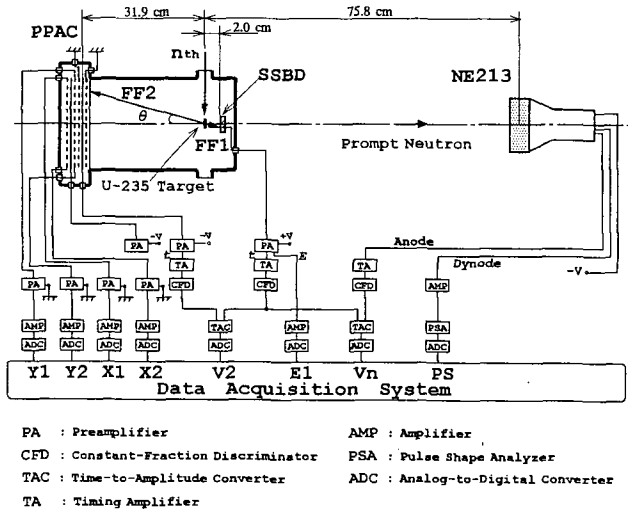 31.9 cm
75.8 cm
2.0 cm
PPAC
nth
SSBD
NE213
FF2
θ
FF1
Prompt Neutron
U-235 Target
Anode
Dynode
-V
-V
-V
+V
E
PA
PA
PA
TA
TA
TA
CFD
CFD
CFD
PA
PA
PA
PA
AMP
AMP
AMP
AMP
AMP
TAC
AMP
TAC
PSA
ADC
ADC
ADC
ADC
ADC
ADC
ADC
ADC
Y1 Y2 X1 X2 V2 E1 Vn PS
Data Acquisition System
PA : Preamplifier
CFD : Constant-Fraction Discriminator
TAC : Time-to-Amplitude Converter
TA : Timing Amplifier
AMP : Amplifier
PSA : Pulse Shape Analyzer
ADC : Analog-to-Digital Converter